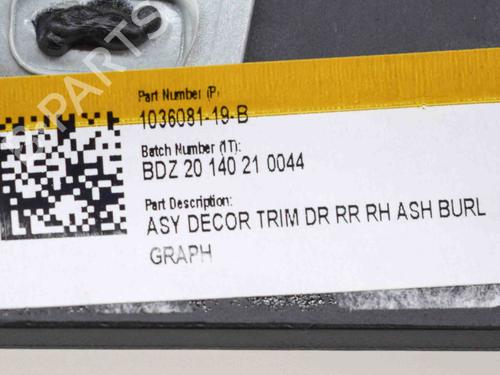 Part Number (P)
1036081-19-B
Batch Number (1T):
BDZ 20 140 21 0044
Part Description:
ASY DECOR TRIM DR RR RH ASH BURL
GRAPH